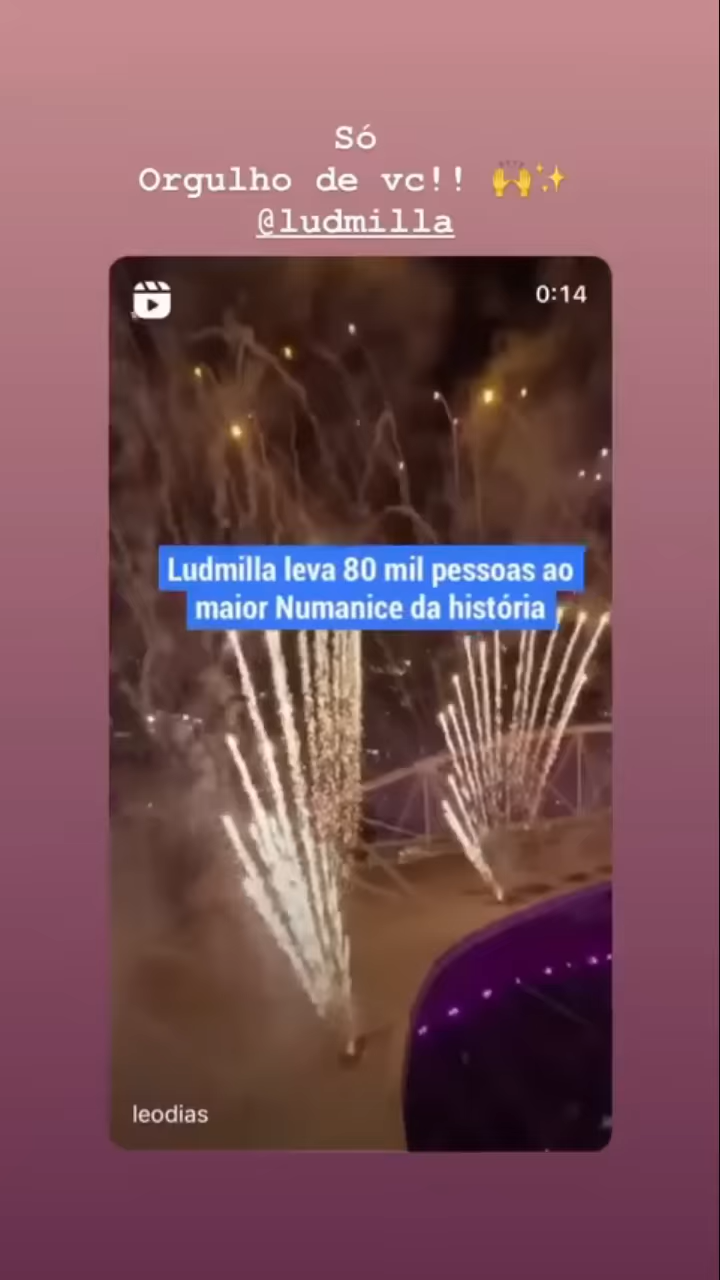 Só
Orgulho de vc!! 🙌✨
@ludmilla
0:14
Ludmilla leva 80 mil pessoas ao
maior Numanice da história
leodias